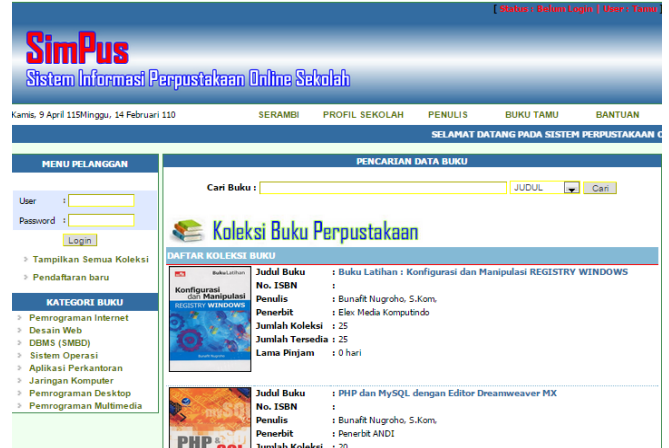 [ Status : Bukan Login | User : Tamu ]
SimPus
Sistem Informasi Perpustakaan Online Sekolah
Kamis, 9 April 115Minggu, 14 Februari 110
SERAMBI PROFIL SEKOLAH PENULIS BUKU TAMU BANTUAN
SELAMAT DATANG PADA SISTEM PERPUSTAKAAN
MENU PELANGGAN
User :
Password :
Login
> Tampilkan Semua Koleksi
> Pendaftaran baru
KATEGORI BUKU
> Pemrograman Internet
> Desain Web
> DBMS (SMBD)
> Sistem Operasi
> Aplikasi Perkantoran
> Jaringan Komputer
> Pemrograman Desktop
> Pemrograman Multimedia
PENCARIAN DATA BUKU
Cari Buku : JUDUL Cari
Koleksi Buku Perpustakaan
DAFTAR KOLEKSI BUKU
Buku Latihan
Konfigurasi
dan Manipulasi
REGISTRY WINDOWS
Judul Buku : Buku Latihan : Konfigurasi dan Manipulasi REGISTRY WINDOWS
No. ISBN :
Penulis : Bunafit Nugroho, S.Kom,
Penerbit : Elex Media Komputindo
Jumlah Koleksi : 25
Jumlah Tersedia : 25
Lama Pinjam : 0 hari
PHP &
Judul Buku : PHP dan MySQL dengan Editor Dreamweaver MX
No. ISBN :
Penulis : Bunafit Nugroho, S.Kom,
Penerbit : Penerbit ANDI
Jumlah Koleksi : 20